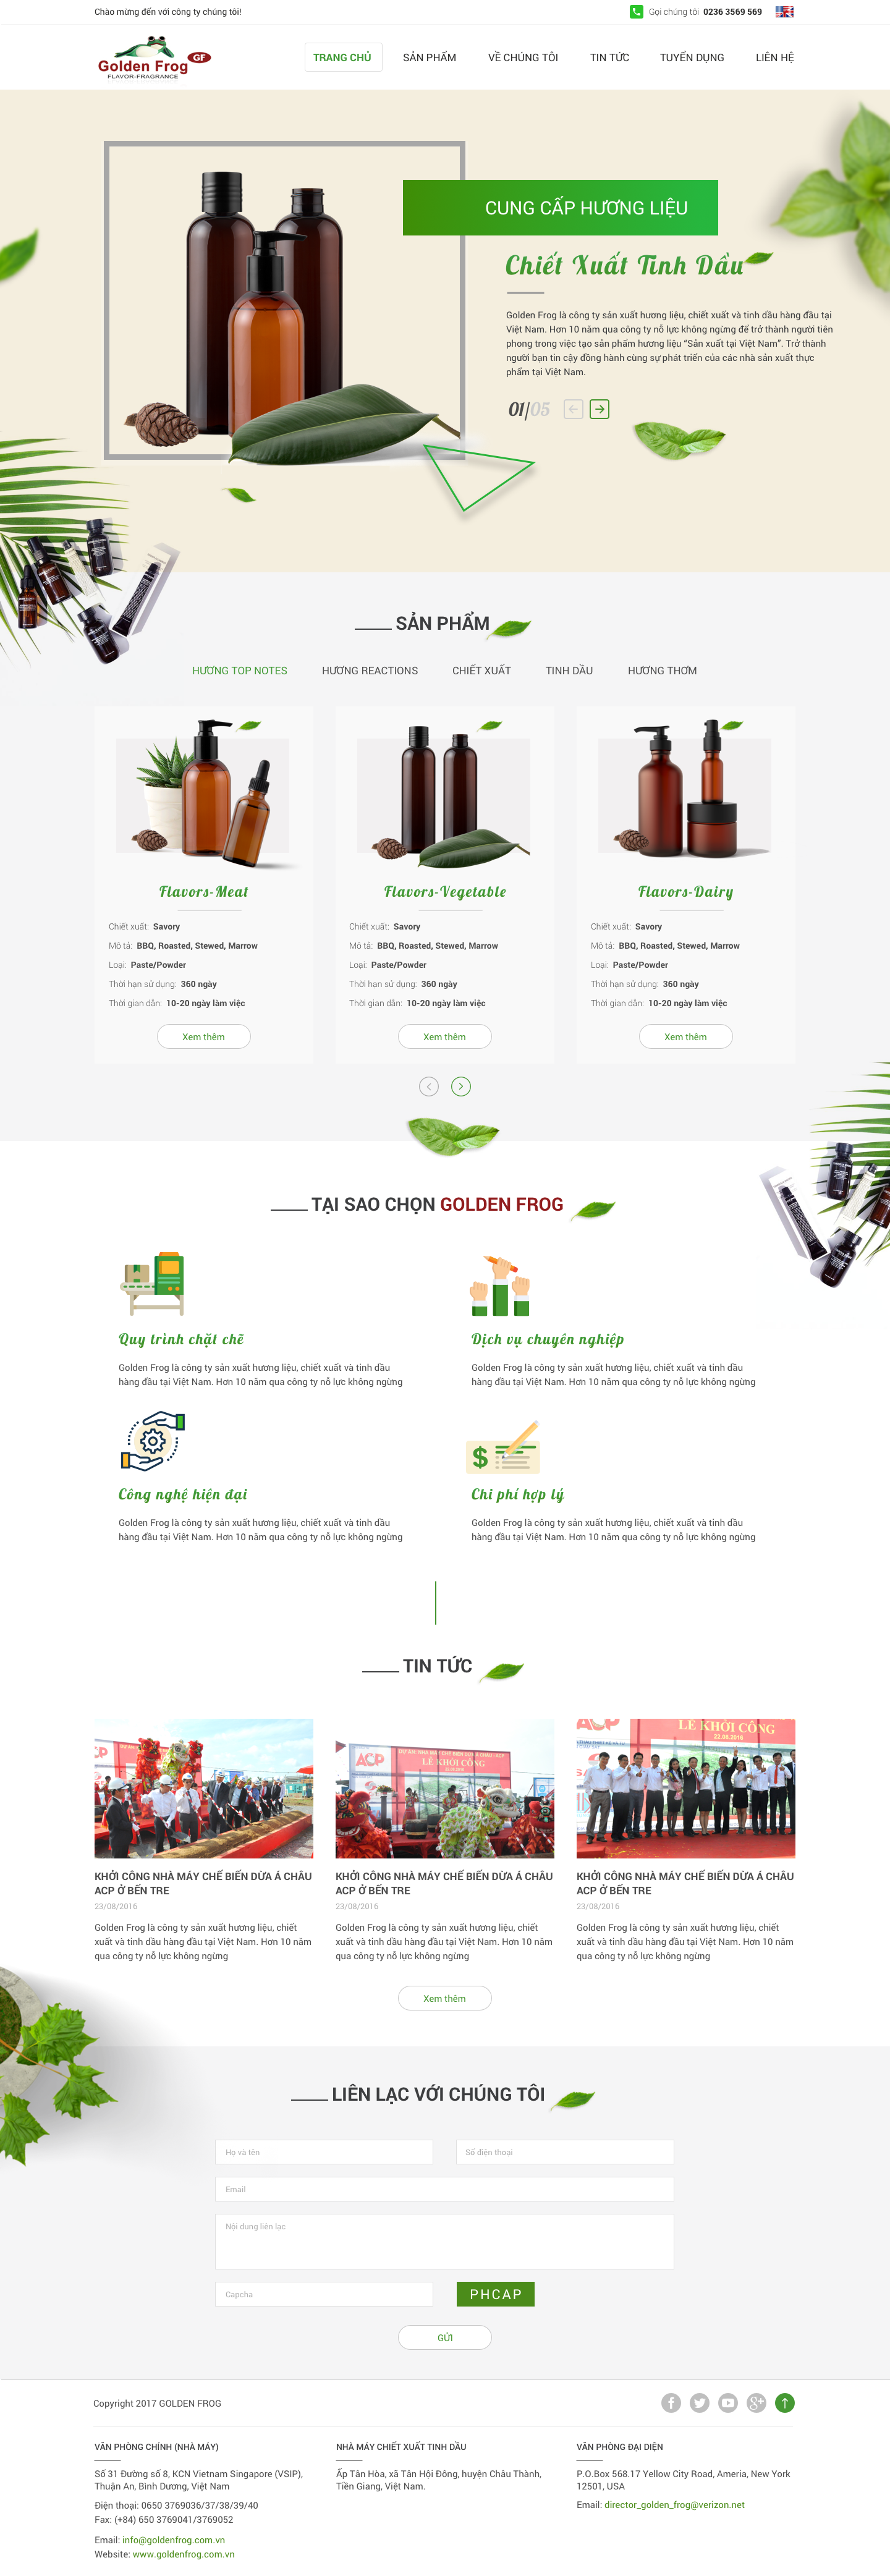 Chào mừng đến với công ty chúng tôi!
Gọi chúng tôi 0236 3569 569
Golden Frog GF
FLAVOR-FRAGRANCE
TRANG CHỦ
SẢN PHẨM
VỀ CHÚNG TÔI
TIN TỨC
TUYỂN DỤNG
LIÊN HỆ
CUNG CẤP HƯƠNG LIỆU
Chiết Xuất Tinh Dầu
Golden Frog là công ty sản xuất hương liệu, chiết xuất và tinh dầu hàng đầu tại
Việt Nam. Hơn 10 năm qua công ty nỗ lực không ngừng để trở thành người tiên
phong trong việc tạo sản phẩm hương liệu "Sản xuất tại Việt Nam". Trở thành
người bạn tin cậy đồng hành cùng sự phát triển của các nhà sản xuất thực
phẩm tại Việt Nam.
01/05
SẢN PHẨM
HƯƠNG TOP NOTES
HƯƠNG REACTIONS
CHIẾT XUẤT
TINH DẦU
HƯƠNG THƠM
Flavors-Meat
Chiết xuất: Savory
Mô tả: BBQ, Roasted, Stewed, Marrow
Loại: Paste/Powder
Thời hạn sử dụng: 360 ngày
Thời gian dẫn: 10-20 ngày làm việc
Xem thêm
Flavors-Vegetable
Chiết xuất: Savory
Mô tả: BBQ, Roasted, Stewed, Marrow
Loại: Paste/Powder
Thời hạn sử dụng: 360 ngày
Thời gian dẫn: 10-20 ngày làm việc
Xem thêm
Flavors-Dairy
Chiết xuất: Savory
Mô tả: BBQ, Roasted, Stewed, Marrow
Loại: Paste/Powder
Thời hạn sử dụng: 360 ngày
Thời gian dẫn: 10-20 ngày làm việc
Xem thêm
TẠI SAO CHỌN GOLDEN FROG
Quy trình chặt chẽ
Golden Frog là công ty sản xuất hương liệu, chiết xuất và tinh dầu
hàng đầu tại Việt Nam. Hơn 10 năm qua công ty nỗ lực không ngừng
Dịch vụ chuyên nghiệp
Golden Frog là công ty sản xuất hương liệu, chiết xuất và tinh dầu
hàng đầu tại Việt Nam. Hơn 10 năm qua công ty nỗ lực không ngừng
Công nghệ hiện đại
Golden Frog là công ty sản xuất hương liệu, chiết xuất và tinh dầu
hàng đầu tại Việt Nam. Hơn 10 năm qua công ty nỗ lực không ngừng
$
Chi phí hợp lý
Golden Frog là công ty sản xuất hương liệu, chiết xuất và tinh dầu
hàng đầu tại Việt Nam. Hơn 10 năm qua công ty nỗ lực không ngừng
TIN TỨC
ACP
LỄ KHỞI CÔNG
ACP
LỄ KHỞI CÔNG
22.08.2015
KHỞI CÔNG NHÀ MÁY CHẾ BIẾN DỪA Á CHÂU
ACP Ở BẾN TRE
23/08/2016
Golden Frog là công ty sản xuất hương liệu, chiết
xuất và tinh dầu hàng đầu tại Việt Nam. Hơn 10 năm
qua công ty nỗ lực không ngừng
KHỞI CÔNG NHÀ MÁY CHẾ BIẾN DỪA Á CHÂU
ACP Ở BẾN TRE
23/08/2016
Golden Frog là công ty sản xuất hương liệu, chiết
xuất và tinh dầu hàng đầu tại Việt Nam. Hơn 10 năm
qua công ty nỗ lực không ngừng
KHỞI CÔNG NHÀ MÁY CHẾ BIẾN DỪA Á CHÂU
ACP Ở BẾN TRE
23/08/2016
Golden Frog là công ty sản xuất hương liệu, chiết
xuất và tinh dầu hàng đầu tại Việt Nam. Hơn 10 năm
qua công ty nỗ lực không ngừng
Xem thêm
LIÊN LẠC VỚI CHÚNG TÔI
Họ và tên
Số điện thoại
Email
Nội dung liên lạc
Capcha
PHCAP
GỬI
Copyright 2017 GOLDEN FROG
VĂN PHÒNG CHÍNH (NHÀ MÁY)
Số 31 Đường số 8, KCN Vietnam Singapore (VSIP),
Thuận An, Bình Dương, Việt Nam
Điện thoại: 0650 3769036/37/38/39/40
Fax: (+84) 650 3769041/3769052
Email: info@goldenfrog.com.vn
Website: www.goldenfrog.com.vn
NHÀ MÁY CHIẾT XUẤT TINH DẦU
Ấp Tân Hòa, xã Tân Hội Đông, huyện Châu Thành,
Tiền Giang, Việt Nam.
VĂN PHÒNG ĐẠI DIỆN
P.O.Box 568.17 Yellow City Road, Ameria, New York
12501, USA
Email: director_golden_frog@verizon.net